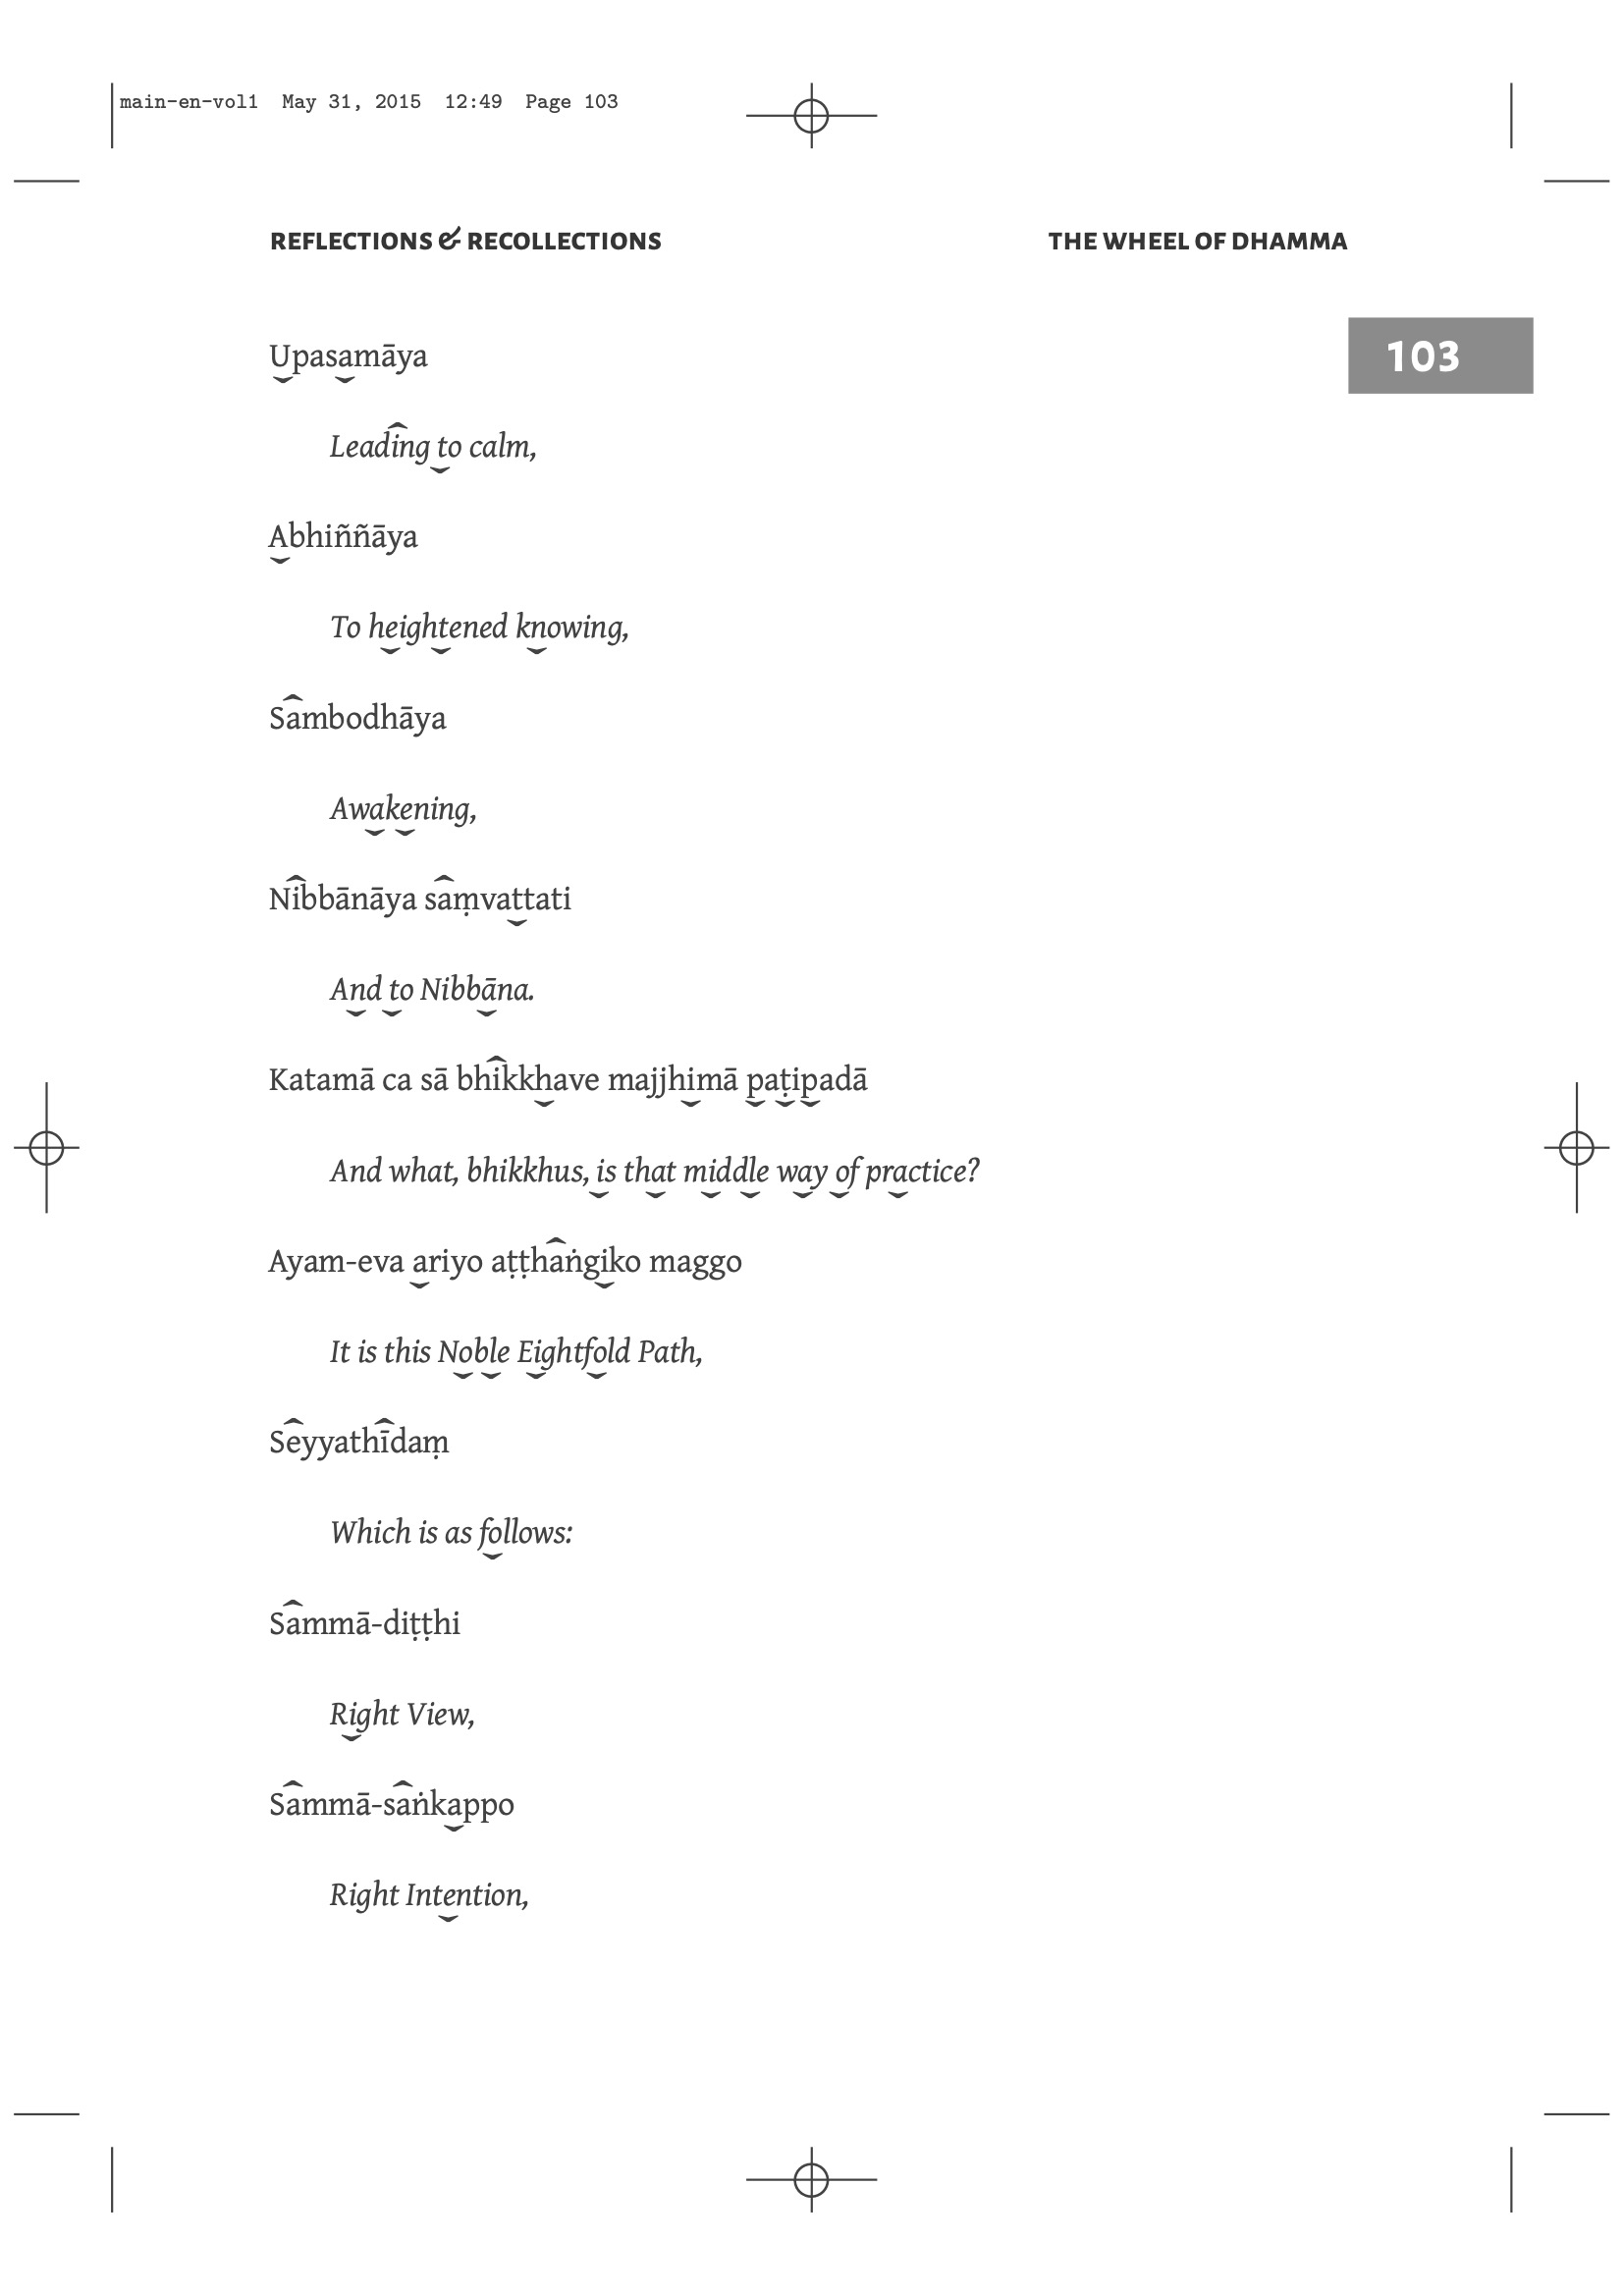 main-en-vol1 May 31, 2015 12:49 Page 103
REFLECTIONS & RECOLLECTIONS THE WHEEL OF DHAMMA
103
Upasamāya
Leading to calm,
Abhiññāya
To heightened knowing,
Sambodhāya
Awakening,
Nibbānāya saṃvattati
And to Nibbāna.
Katamā ca sā bhikkhave majjhimā paṭipadā
And what, bhikkhus, is that middle way of practice?
Ayam-eva ariyo aṭṭhaṅgiko maggo
It is this Noble Eightfold Path,
Seyyathīdaṃ
Which is as follows:
Sammā-diṭṭhi
Right View,
Sammā-saṅkappo
Right Intention,